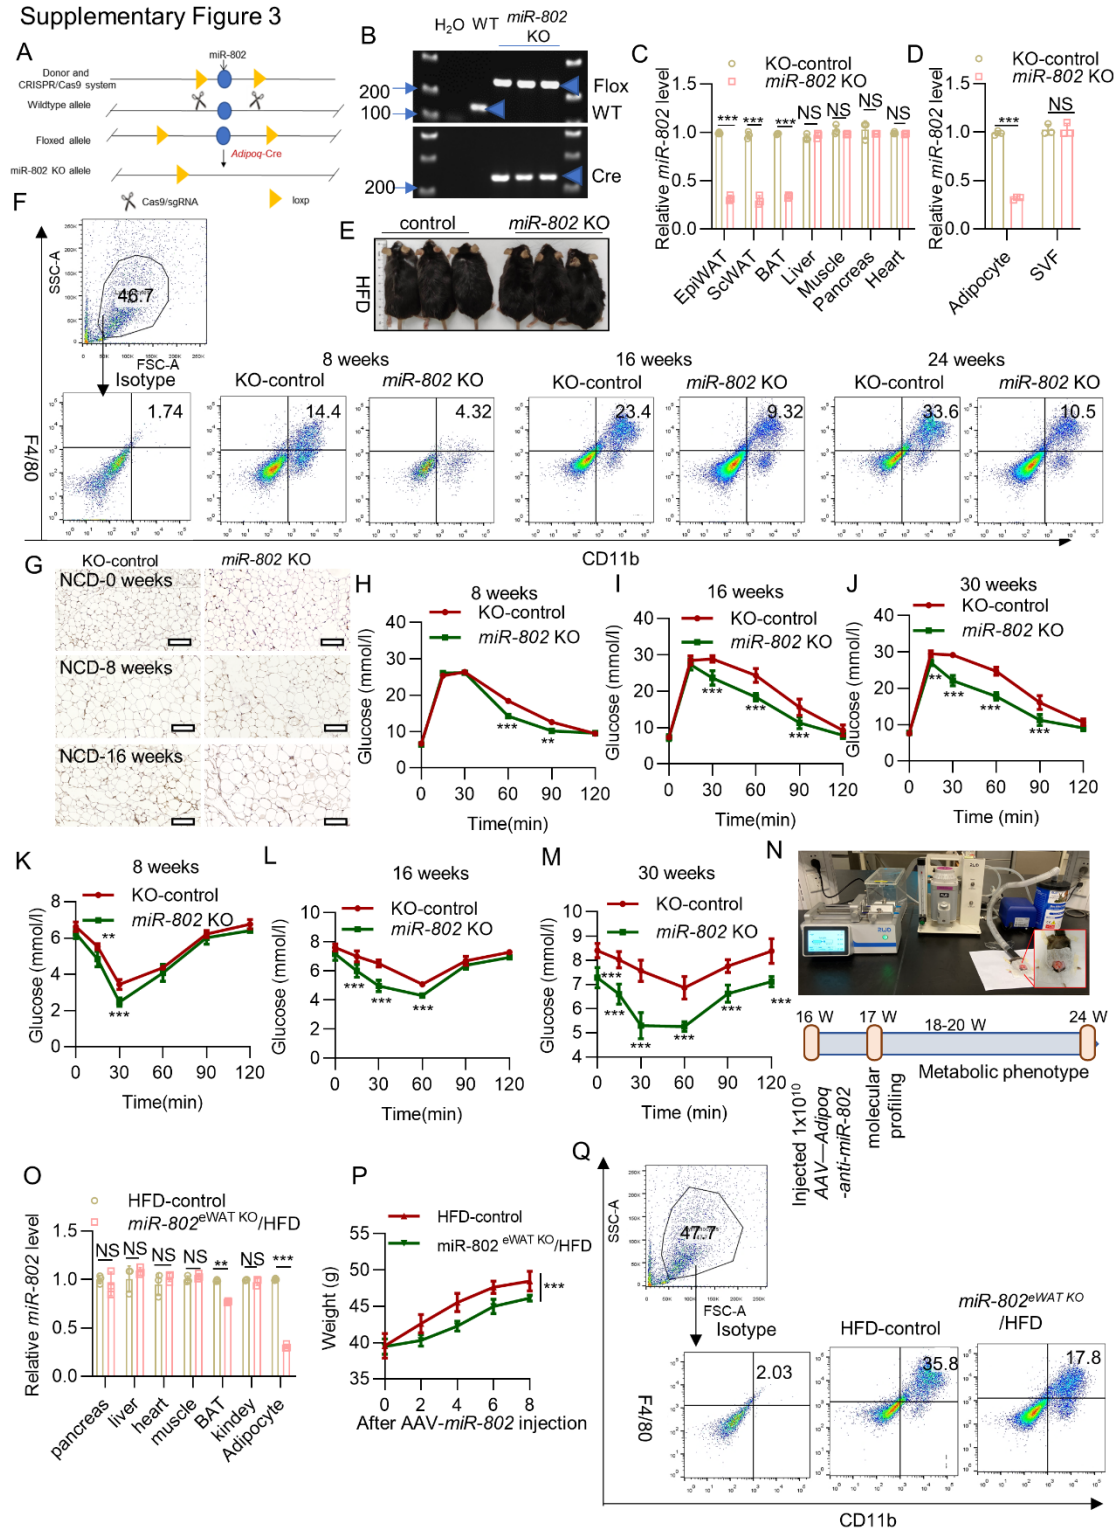 Supplementary Figure 3
A
miR-802
Donor and
CRISPR/Cas9 system
Wildtype allele
Floxed allele
Adipoq-Cre
miR-802 KO allele
Cas9/sgRNA
loxp
B
H₂O WT miR-802
KO
200
100
Flox
WT
200
Cre
C
KO-control
miR-802 KO
Relative miR-802 level
1.5
1.0
0.5
0.0
*** *** *** NS NS NS NS
EpiWAT
ScWAT
BAT
Liver
Muscle
Pancreas
Heart
D
KO-control
miR-802 KO
Relative miR-802 level
1.5
1.0
0.5
0.0
*** NS
Adipocyte
SVF
E
control miR-802 KO
HFD
F
SSC-A
46.7
FSC-A
Isotype
1.74
8 weeks
KO-control miR-802 KO
14.4 4.32
16 weeks
KO-control miR-802 KO
23.4 9.32
24 weeks
KO-control miR-802 KO
33.6 10.5
F4/80
CD11b
G
KO-control miR-802 KO
NCD-0 weeks
NCD-8 weeks
NCD-16 weeks
H
8 weeks
KO-control
miR-802 KO
Glucose (mmol/l)
40
30
20
10
0
*** **
0 30 60 90 120
Time(min)
I
16 weeks
KO-control
miR-802 KO
Glucose (mmol/l)
40
30
20
10
0
*** *** ***
0 30 60 90 120
Time(min)
J
30 weeks
KO-control
miR-802 KO
Glucose (mmol/l)
40
30
20
10
0
** *** *** ***
0 30 60 90 120
Time(min)
K
8 weeks
KO-control
miR-802 KO
Glucose (mmol/l)
8
6
4
2
0
** ***
0 30 60 90 120
Time(min)
L
16 weeks
KO-control
miR-802 KO
Glucose (mmol/l)
10
8
6
4
2
0
*** *** ***
0 30 60 90 120
Time(min)
M
30 weeks
KO-control
miR-802 KO
Glucose (mmol/l)
10
9
8
7
6
5
4
*** *** *** *** *** ***
0 30 60 90 120
Time (min)
N
16 W 17 W 18-20 W 24 W
Metabolic phenotype
Injected 1x10¹⁰
AAV—Adipoq
-anti-miR-802
molecular
profiling
O
HFD-control
miR-802eWAT KO/HFD
Relative miR-802 level
1.5
1.0
0.5
0.0
NS NS NS NS ** NS ***
pancreas
liver
heart
muscle
BAT
kindey
Adipocyte
P
HFD-control
miR-802 eWAT KO/HFD
Weight (g)
55
50
45
40
35
***
0 2 4 6 8
After AAV-miR-802 injection
Q
SSC-A
47.7
FSC-A
Isotype
2.03
HFD-control
35.8
miR-802eWAT KO
/HFD
17.8
F4/80
CD11b